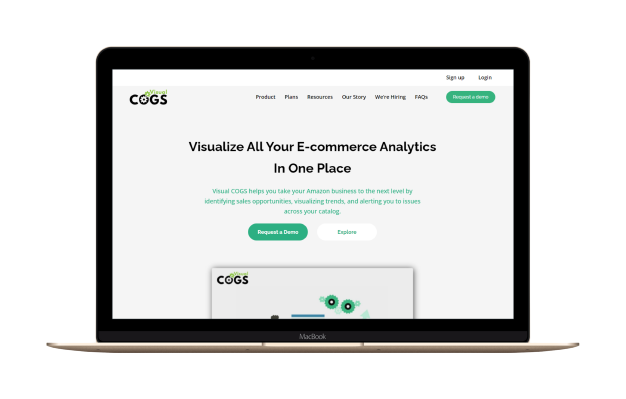 Sign up Login
Visual
COGS
Product Plans Resources Our Story We're Hiring FAQs Request a demo
Visualize All Your E-commerce Analytics
In One Place
Visual COGS helps you take your Amazon business to the next level by
identifying sales opportunities, visualizing trends, and alerting you to issues
across your catalog.
Request a Demo Explore
Visual
COGS
MacBook